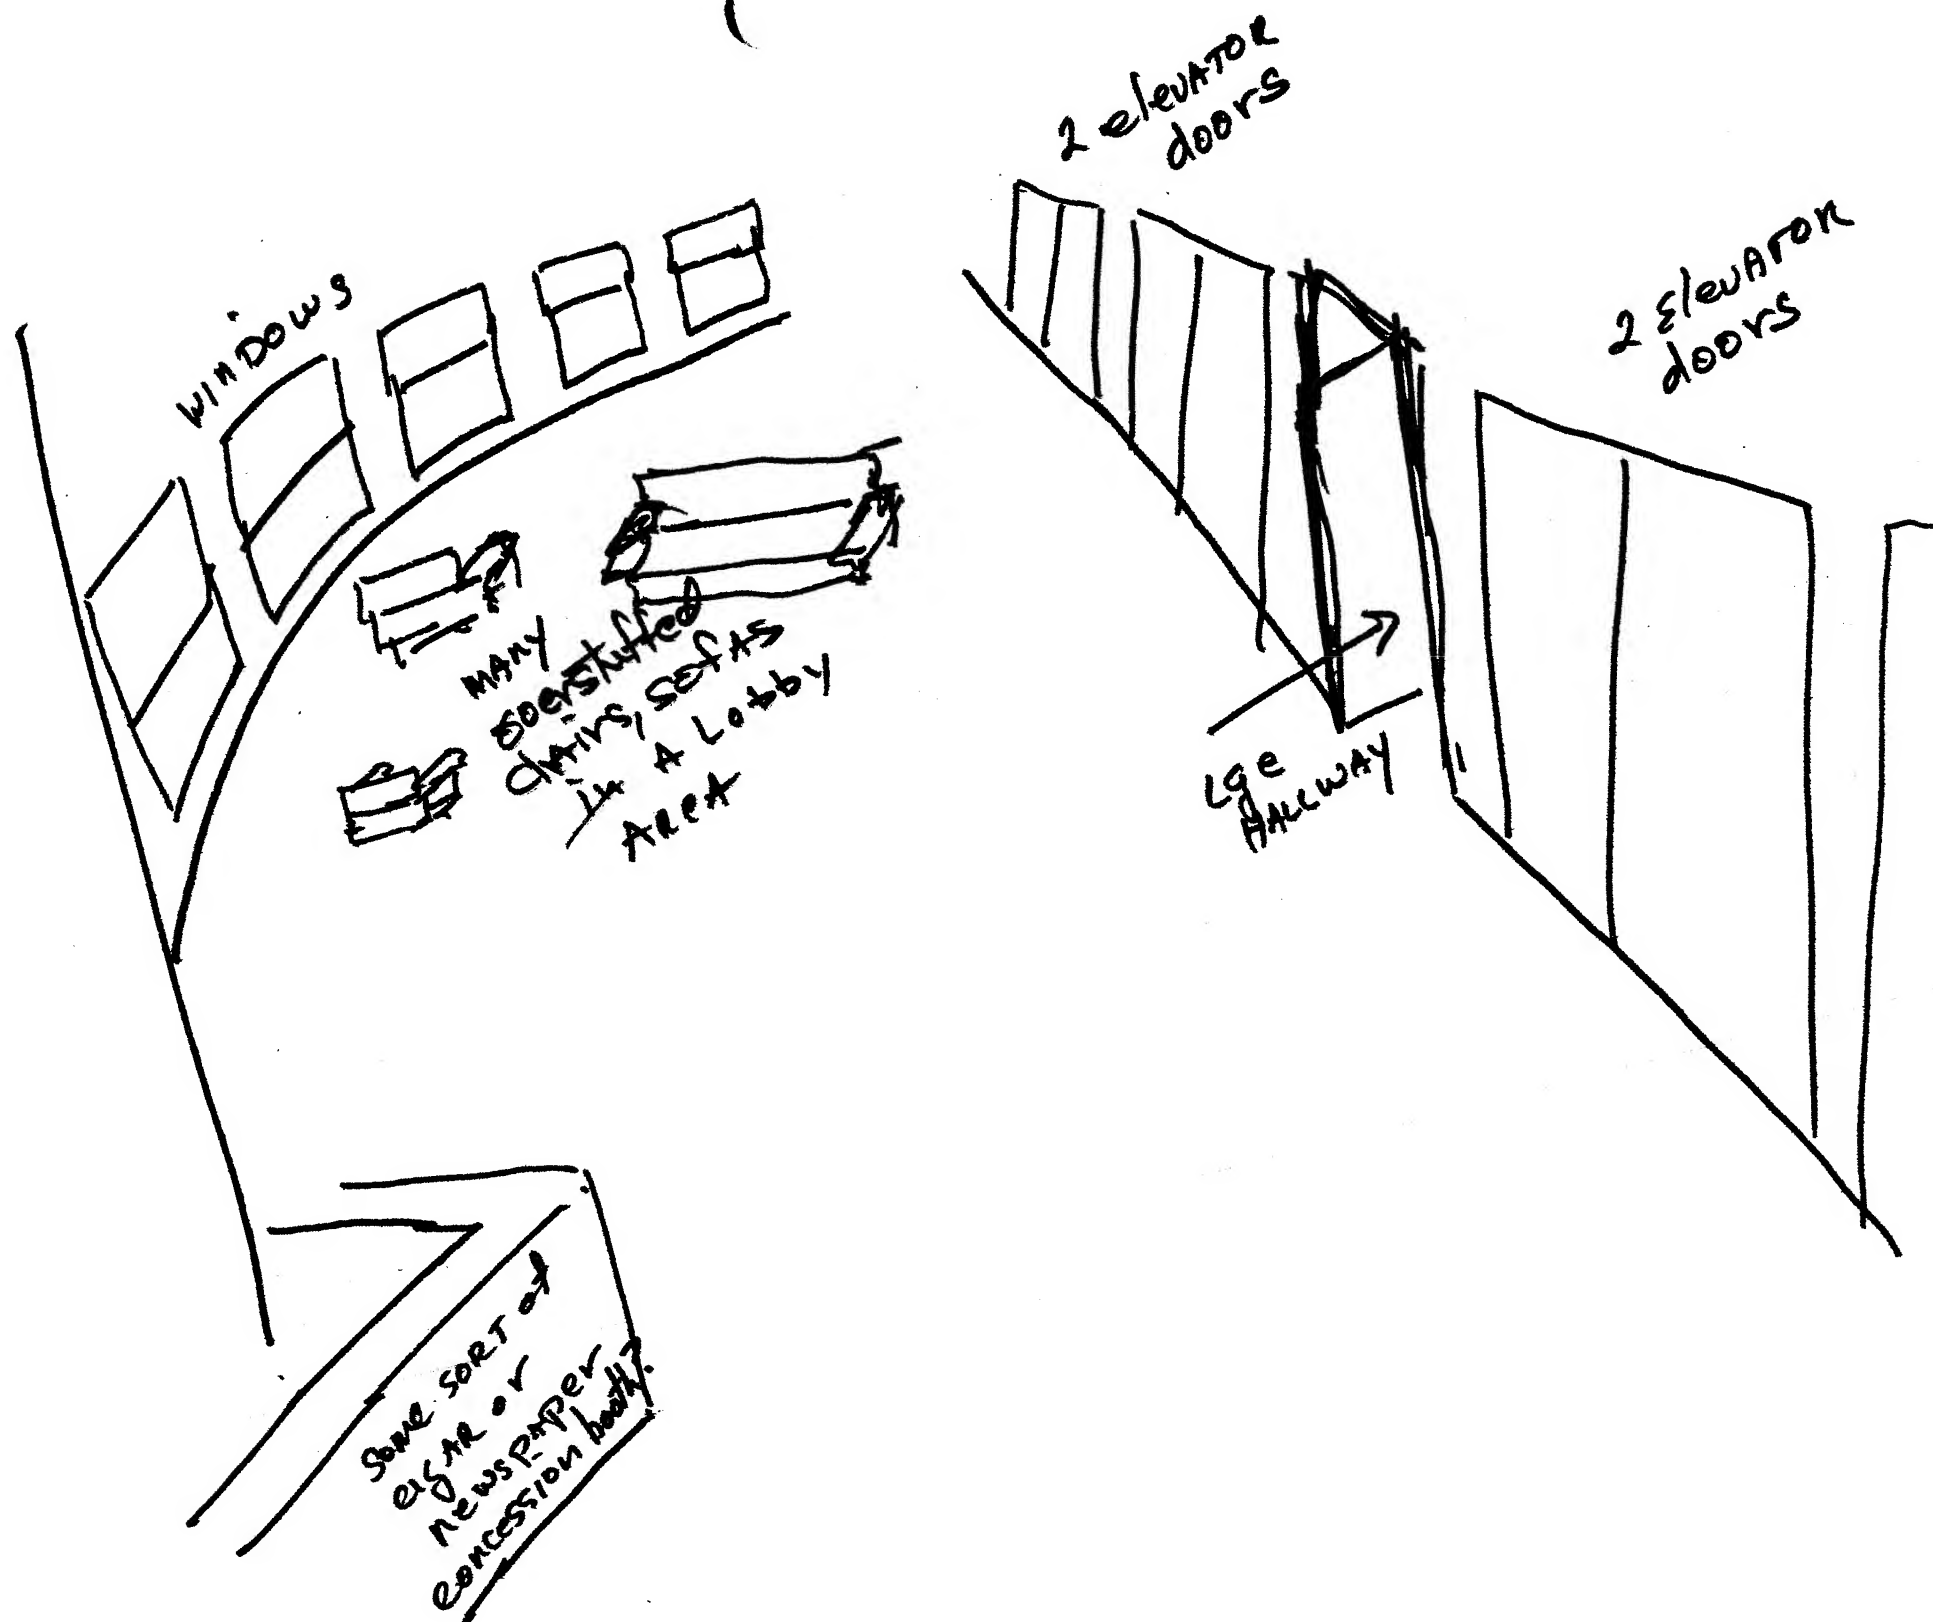 2 elevator
doors
2 Elevator
doors
windows
many
overstuffed
chairs, sofas
in a Lobby
Area
Lge
Hallway
Some sort of
cigar or
newspaper
concession booth?